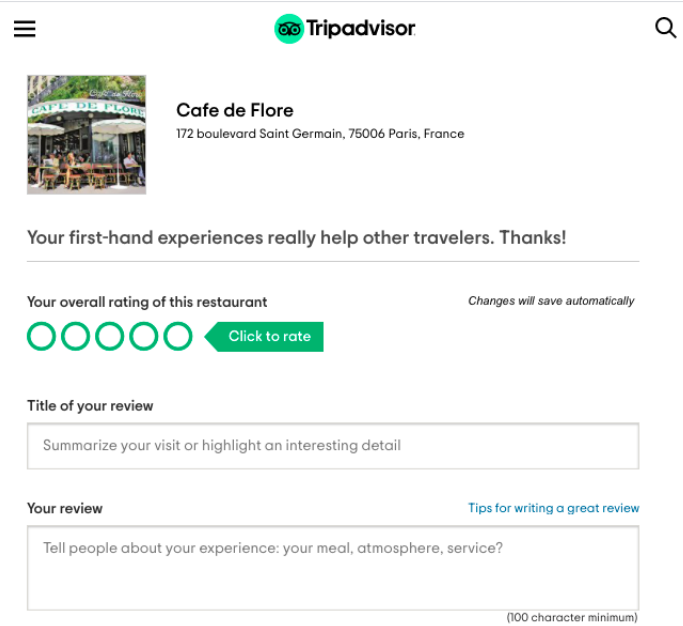 Tripadvisor
CAFE DE FLORE
Cafe de Flore
172 boulevard Saint Germain, 75006 Paris, France
Your first-hand experiences really help other travelers. Thanks!
Your overall rating of this restaurant
Changes will save automatically
Click to rate
Title of your review
Summarize your visit or highlight an interesting detail
Your review
Tips for writing a great review
Tell people about your experience: your meal, atmosphere, service?
(100 character minimum)